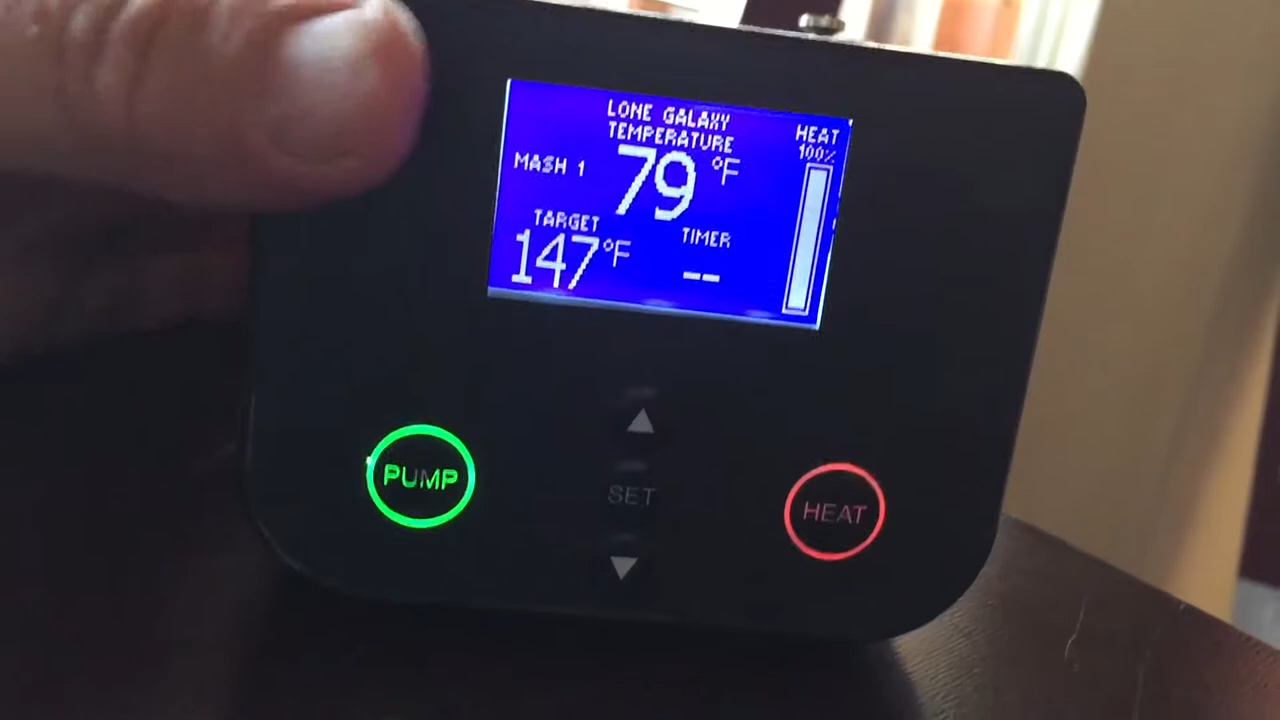 LONE GALAXY
TEMPERATURE
HEAT
100%
MASH 1
79 °F
TARGET
147°F
TIMER
--
PUMP
SET
HEAT